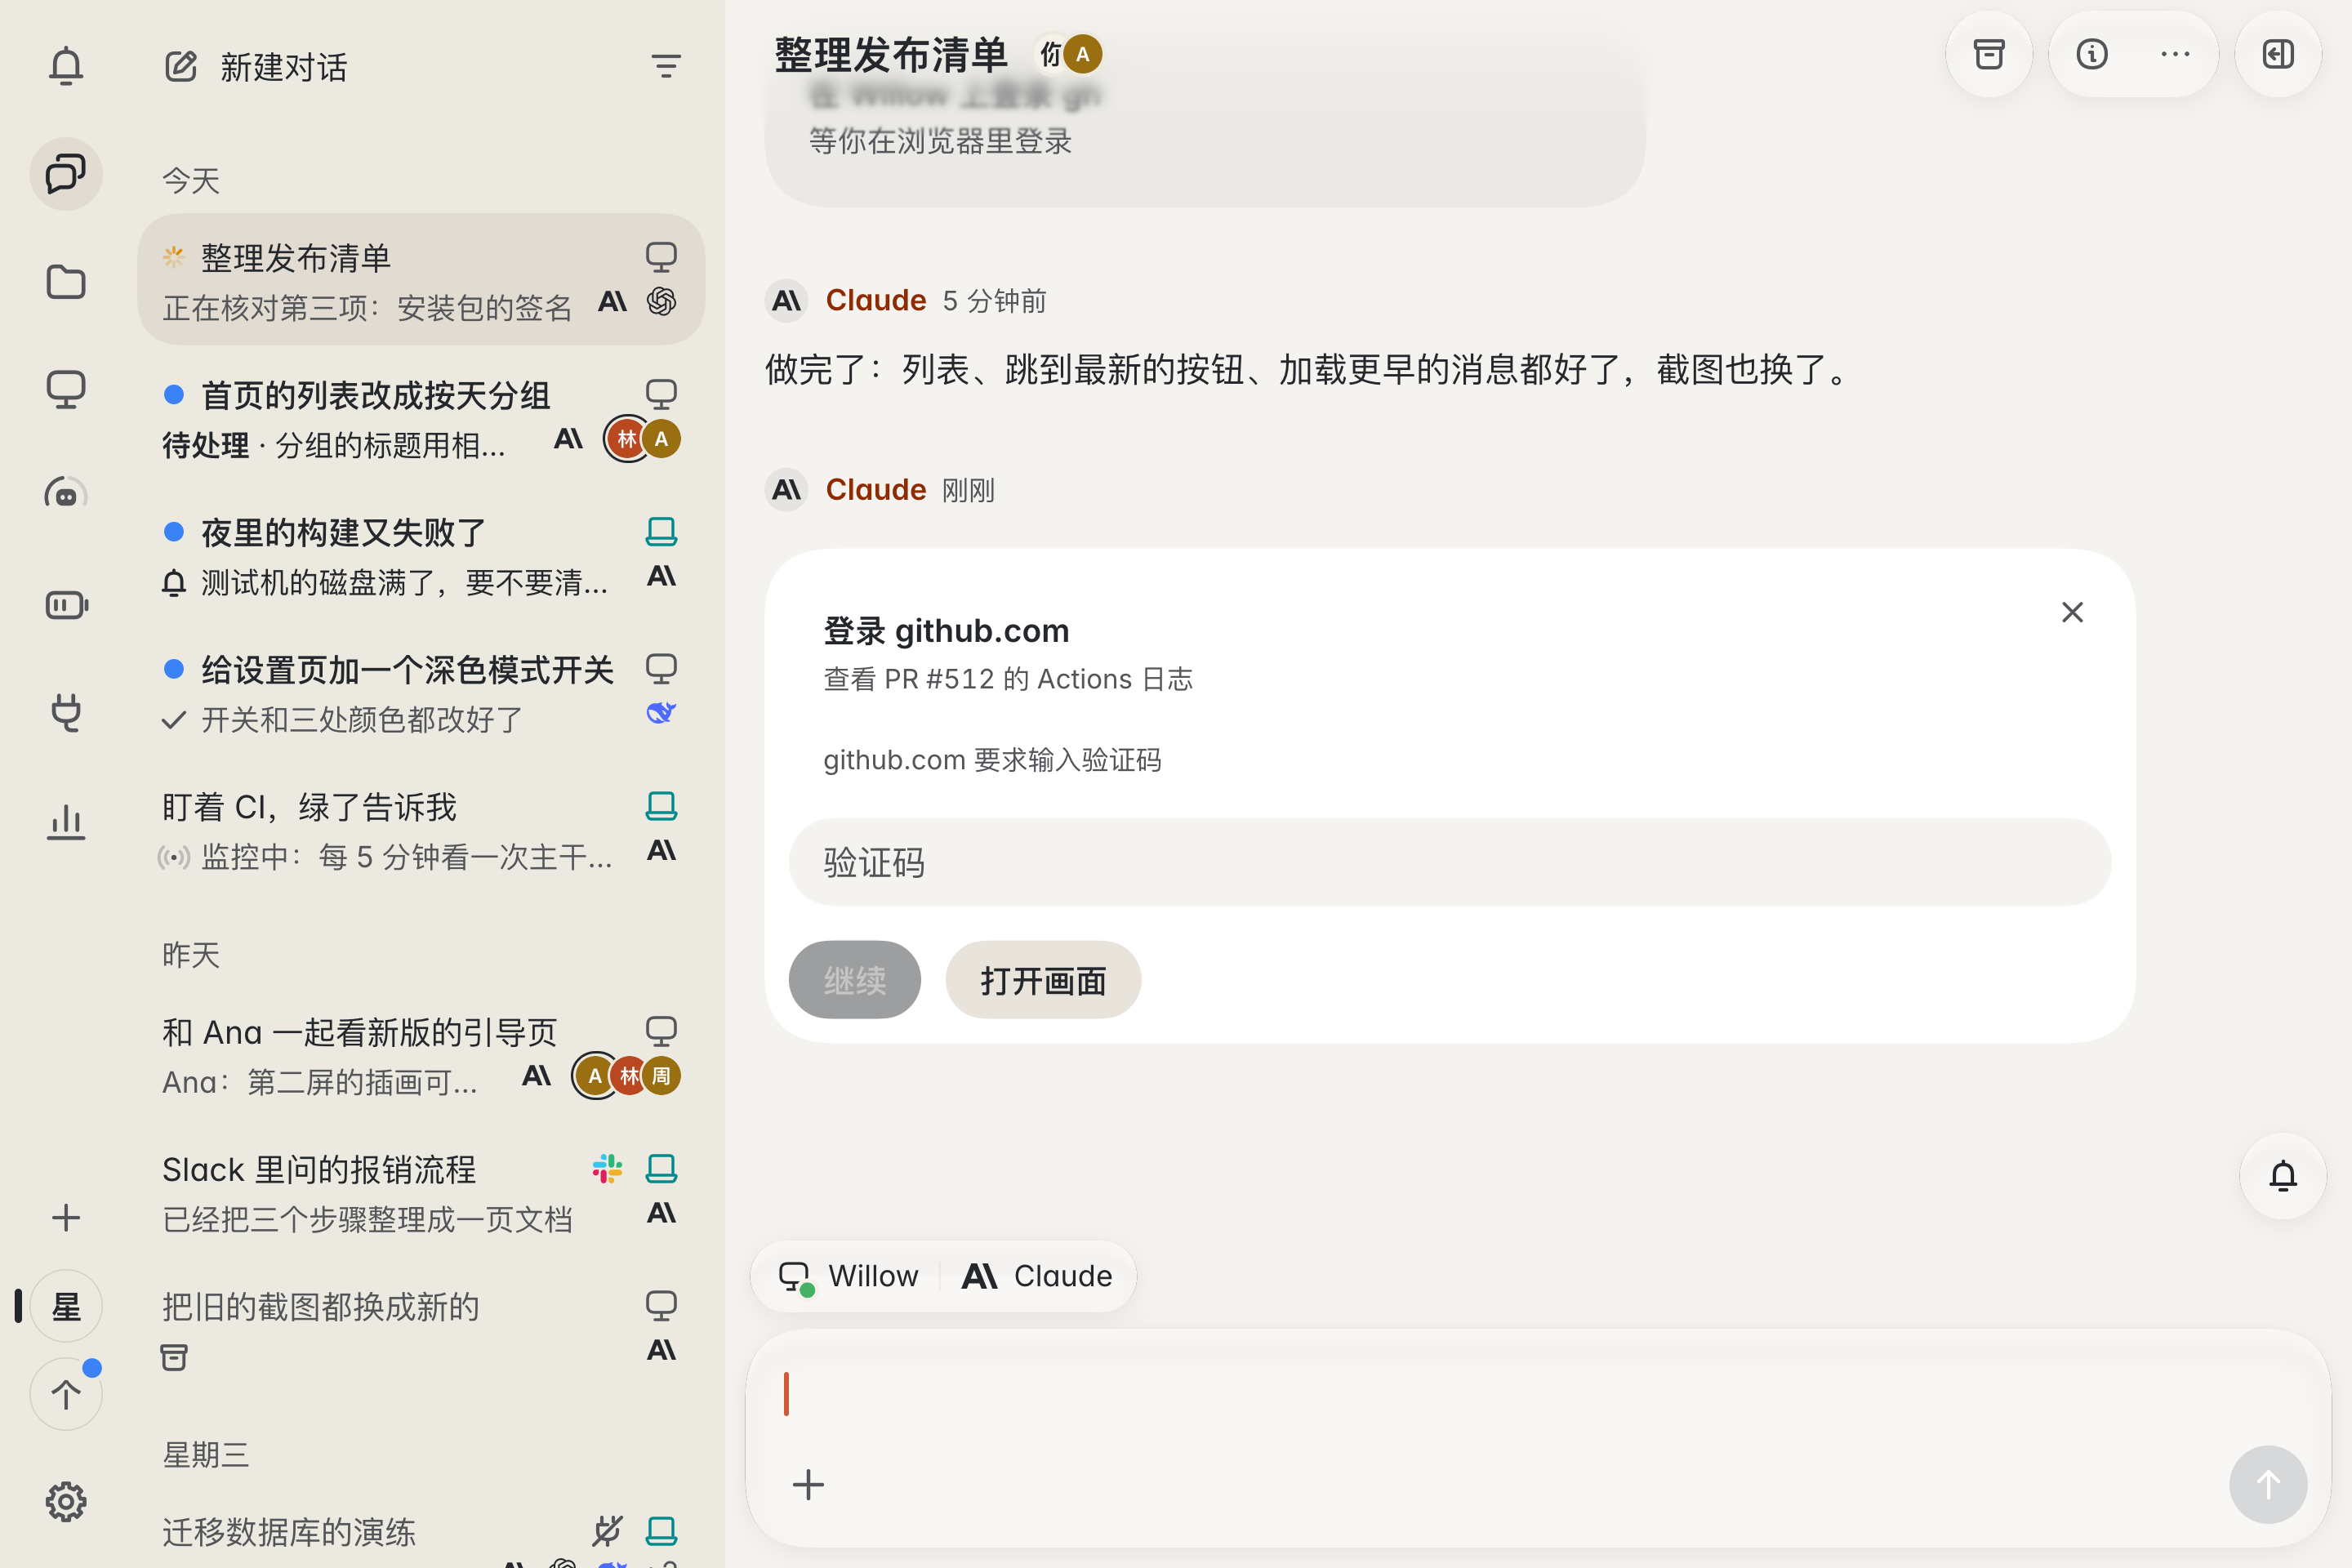 新建对话
今天
整理发布清单
正在核对第三项：安装包的签名
首页的列表改成按天分组
待处理 · 分组的标题用相...
林 A
夜里的构建又失败了
测试机的磁盘满了，要不要清...
给设置页加一个深色模式开关
开关和三处颜色都改好了
盯着 CI，绿了告诉我
监控中：每 5 分钟看一次主干...
昨天
和 Ana 一起看新版的引导页
Ana：第二屏的插画可...
A 林 周
Slack 里问的报销流程
已经把三个步骤整理成一页文档
把旧的截图都换成新的
星期三
迁移数据库的演练
星
个
整理发布清单
你 A
在 Willow 上登录 gh
等你在浏览器里登录
Claude 5 分钟前
做完了：列表、跳到最新的按钮、加载更早的消息都好了，截图也换了。
Claude 刚刚
登录 github.com
查看 PR #512 的 Actions 日志
github.com 要求输入验证码
验证码
继续
打开画面
Willow
Claude